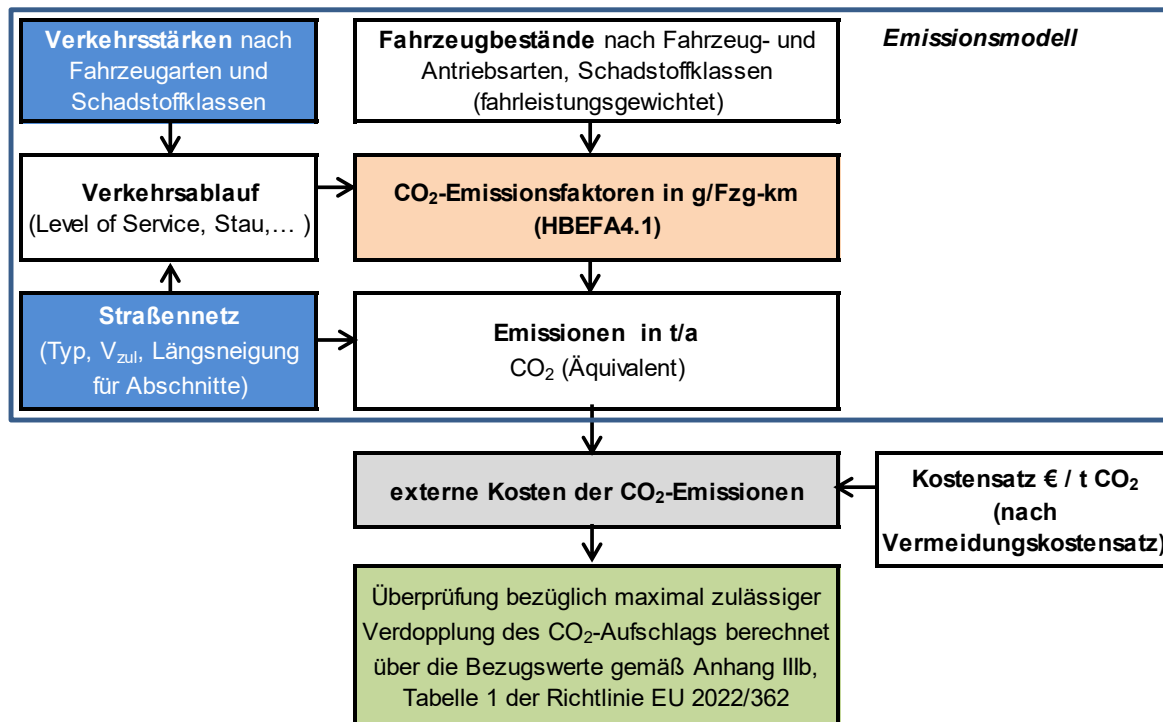 Verkehrsstärken nach
Fahrzeugarten und
Schadstoffklassen
Fahrzeugbestände nach Fahrzeug- und
Antriebsarten, Schadstoffklassen
(fahrleistungsgewichtet)
Emissionsmodell
Verkehrsablauf
(Level of Service, Stau,… )
CO₂-Emissionsfaktoren in g/Fzg-km
(HBEFA4.1)
Straßennetz
(Typ, Vzul, Längsneigung
für Abschnitte)
Emissionen in t/a
CO₂ (Äquivalent)
externe Kosten der CO₂-Emissionen
Kostensatz € / t CO₂
(nach
Vermeidungskostensatz)
Überprüfung bezüglich maximal zulässiger
Verdopplung des CO₂-Aufschlags berechnet
über die Bezugswerte gemäß Anhang IIIb,
Tabelle 1 der Richtlinie EU 2022/362